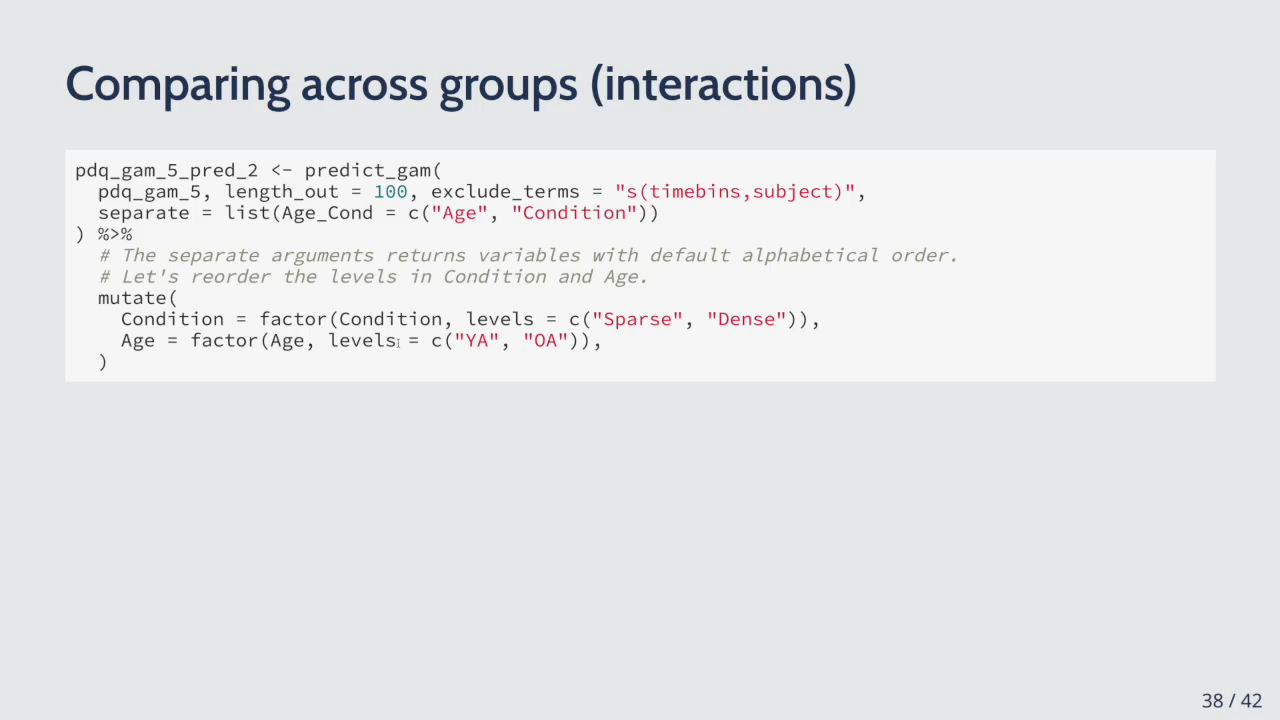 Comparing across groups (interactions)
pdq_gam_5_pred_2 <- predict_gam(
  pdq_gam_5, length_out = 100, exclude_terms = "s(timebins,subject)",
  separate = list(Age_Cond = c("Age", "Condition"))
) %>%
  # The separate arguments returns variables with default alphabetical order.
  # Let's reorder the levels in Condition and Age.
  mutate(
    Condition = factor(Condition, levels = c("Sparse", "Dense")),
    Age = factor(Age, levels = c("YA", "OA")),
  )
38 / 42